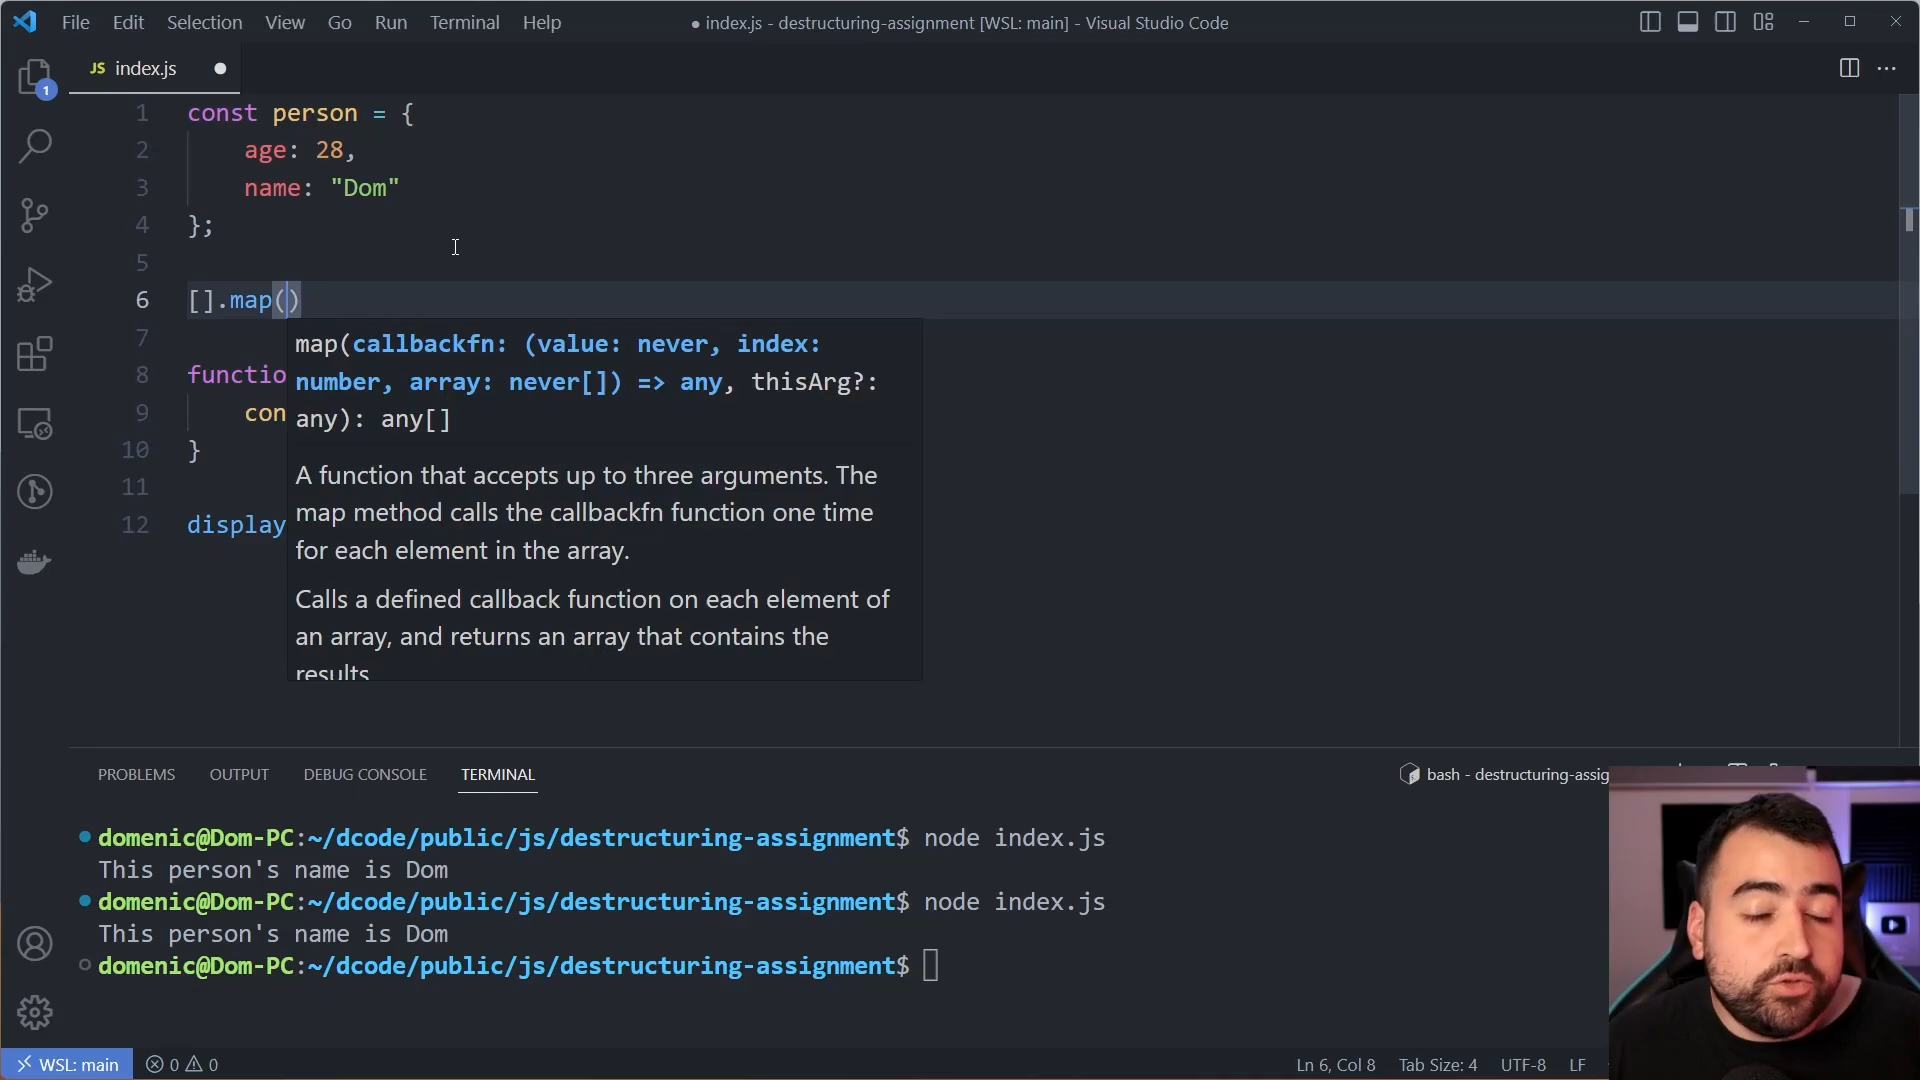 File Edit Selection View Go Run Terminal Help
● index.js - destructuring-assignment [WSL: main] - Visual Studio Code
JS index.js ●
1
1 const person = {
2 age: 28,
3 name: "Dom"
4 };
5
6 [].map()
7
8 functio
9 con
10 }
11
12 display
map(callbackfn: (value: never, index:
number, array: never[]) => any, thisArg?:
any): any[]
A function that accepts up to three arguments. The
map method calls the callbackfn function one time
for each element in the array.
Calls a defined callback function on each element of
an array, and returns an array that contains the
results
PROBLEMS OUTPUT DEBUG CONSOLE TERMINAL
bash - destructuring-assig
domenic@Dom-PC:~/dcode/public/js/destructuring-assignment$ node index.js
This person's name is Dom
domenic@Dom-PC:~/dcode/public/js/destructuring-assignment$ node index.js
This person's name is Dom
domenic@Dom-PC:~/dcode/public/js/destructuring-assignment$
WSL: main 0 0
Ln 6, Col 8 Tab Size: 4 UTF-8 LF